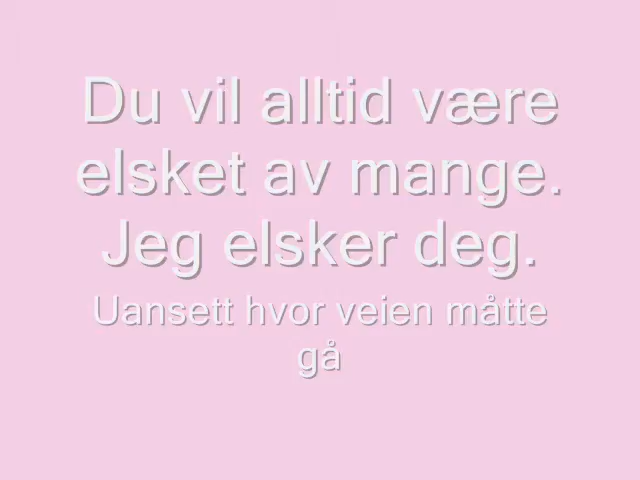 Du vil alltid være
elsket av mange.
Jeg elsker deg.
Uansett hvor veien måtte
gå